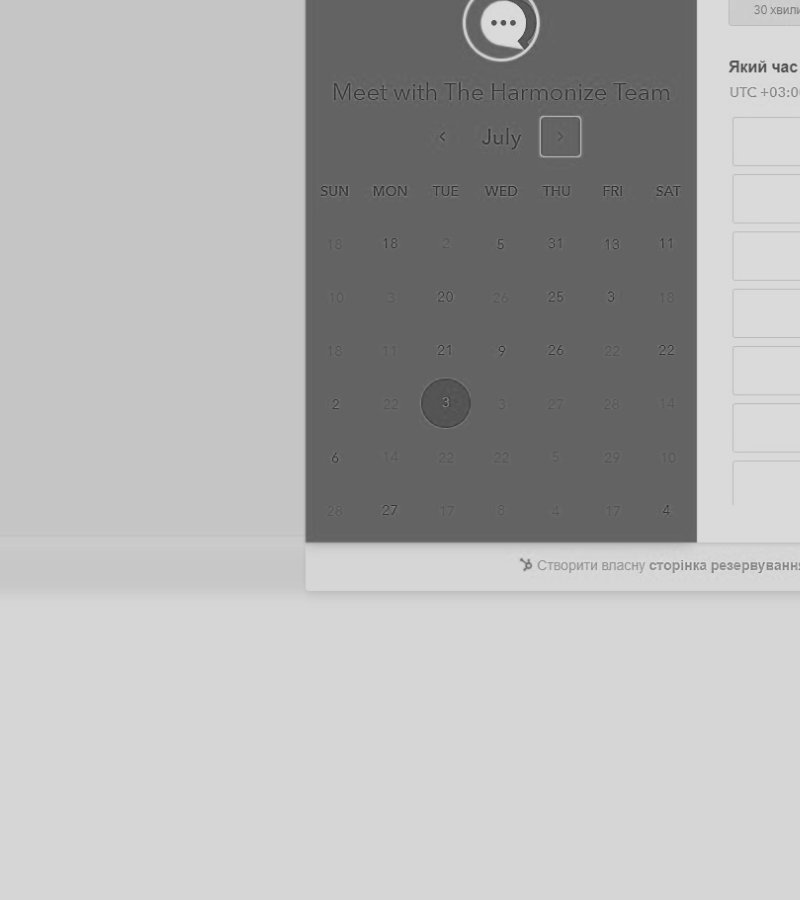 30 хвили
Який час
UTC +03:0
Meet with The Harmonize Team
July
SUN MON TUE WED THU FRI SAT
18 18 2 5 31 13 11
10 3 20 26 25 3 18
18 11 21 9 26 22 22
2 22 3 3 27 28 14
6 14 22 22 5 29 10
28 27 17 8 4 17 4
Створити власну сторінка резервування